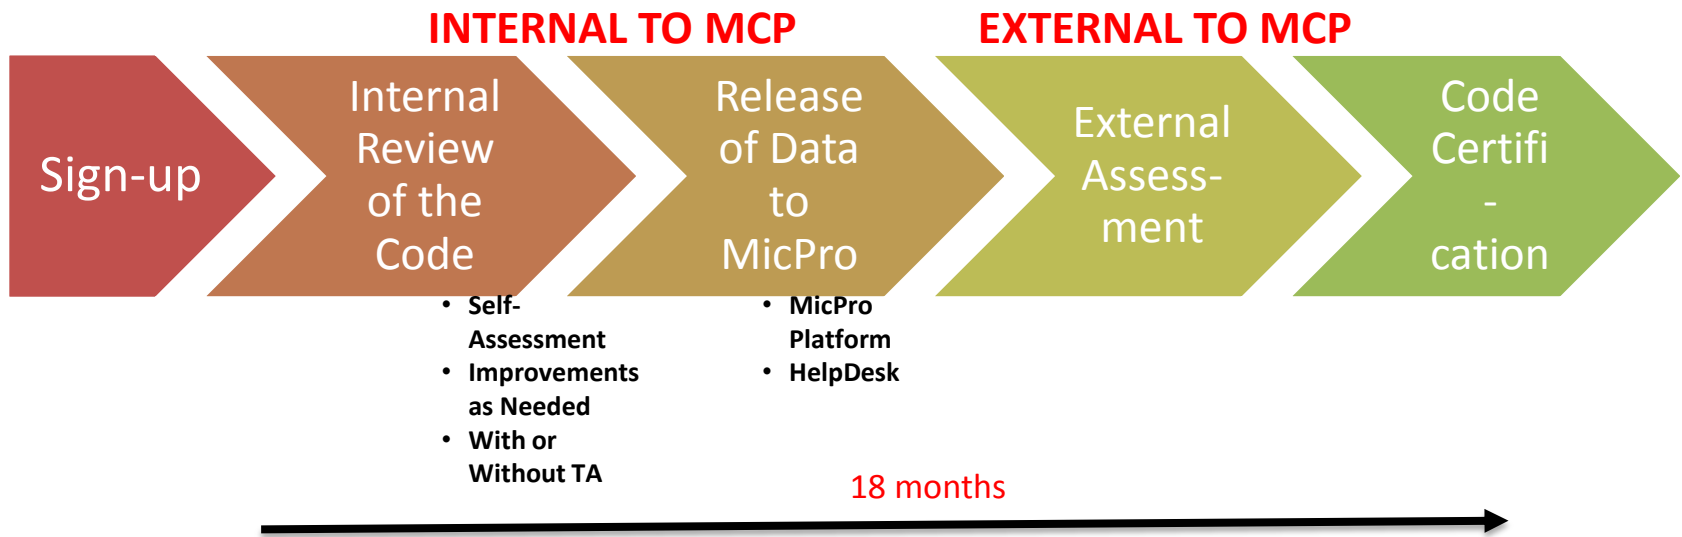 INTERNAL TO MCP
EXTERNAL TO MCP
Sign-up
Internal
Review
of the
Code
Release
of Data
to
MicPro
External
Assess-
ment
Code
Certifi
-
cation
• Self-
Assessment
• Improvements
as Needed
• With or
Without TA
• MicPro
Platform
• HelpDesk
18 months